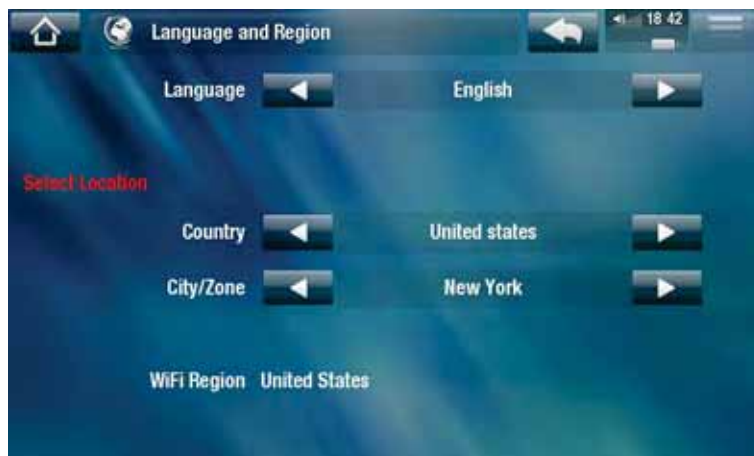 Language and Region
18 42
Language English
Select Location
Country United states
City/Zone New York
WiFi Region United States